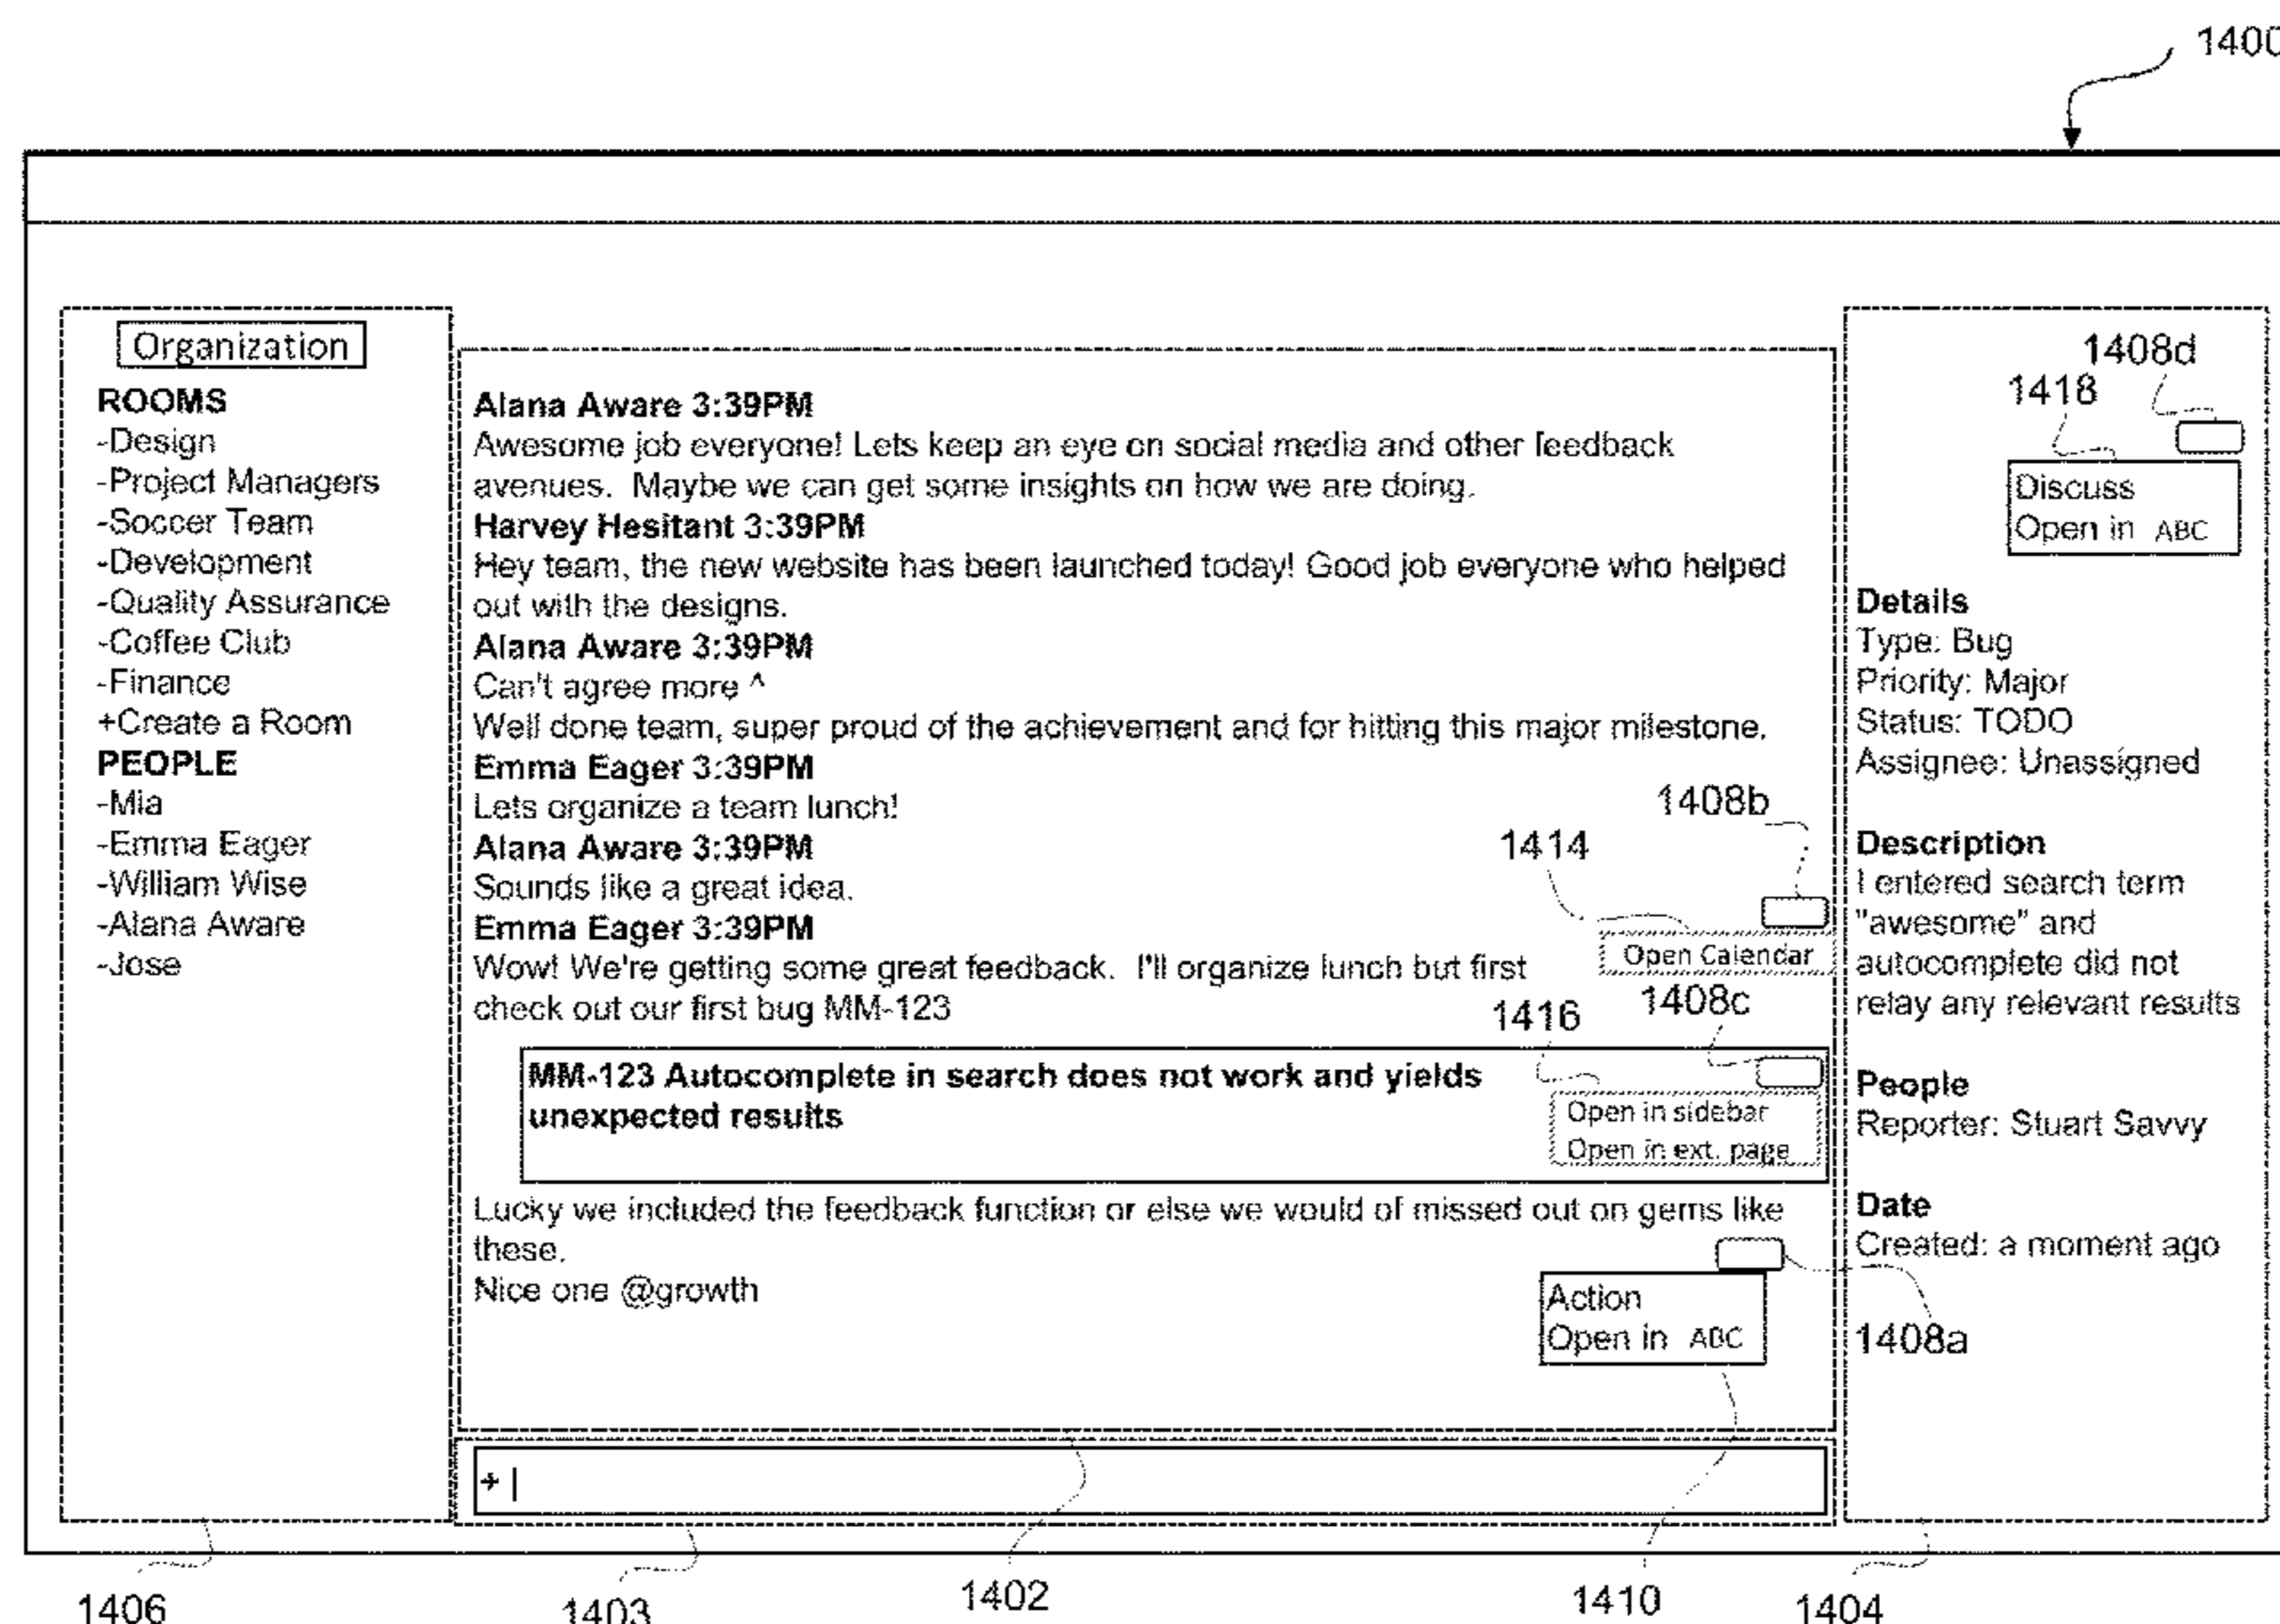 1400
Organization
ROOMS
-Design
-Project Managers
-Soccer Team
-Development
-Quality Assurance
-Coffee Club
-Finance
+Create a Room
PEOPLE
-Mia
-Emma Eager
-William Wise
-Alana Aware
-Jose
Alana Aware 3:39PM
Awesome job everyone! Lets keep an eye on social media and other feedback
avenues. Maybe we can get some insights on how we are doing.
Harvey Hesitant 3:39PM
Hey team, the new website has been launched today! Good job everyone who helped
out with the designs.
Alana Aware 3:39PM
Can't agree more ^
Well done team, super proud of the achievement and for hitting this major milestone.
Emma Eager 3:39PM
Lets organize a team lunch!
Alana Aware 3:39PM
Sounds like a great idea.
Emma Eager 3:39PM
Wow! We're getting some great feedback. I'll organize lunch but first
check out our first bug MM-123
1408b
1414
Open Calendar
1408c
1416
MM-123 Autocomplete in search does not work and yields
unexpected results
Open in sidebar
Open in ext. page
Lucky we included the feedback function or else we would of missed out on gems like
these.
Nice one @growth
Action
Open in ABC
+ |
1408d
1418
Discuss
Open in ABC
Details
Type: Bug
Priority: Major
Status: TODO
Assignee: Unassigned
Description
I entered search term
"awesome" and
autocomplete did not
relay any relevant results
People
Reporter: Stuart Savvy
Date
Created: a moment ago
1408a
1406
1403
1402
1410
1404